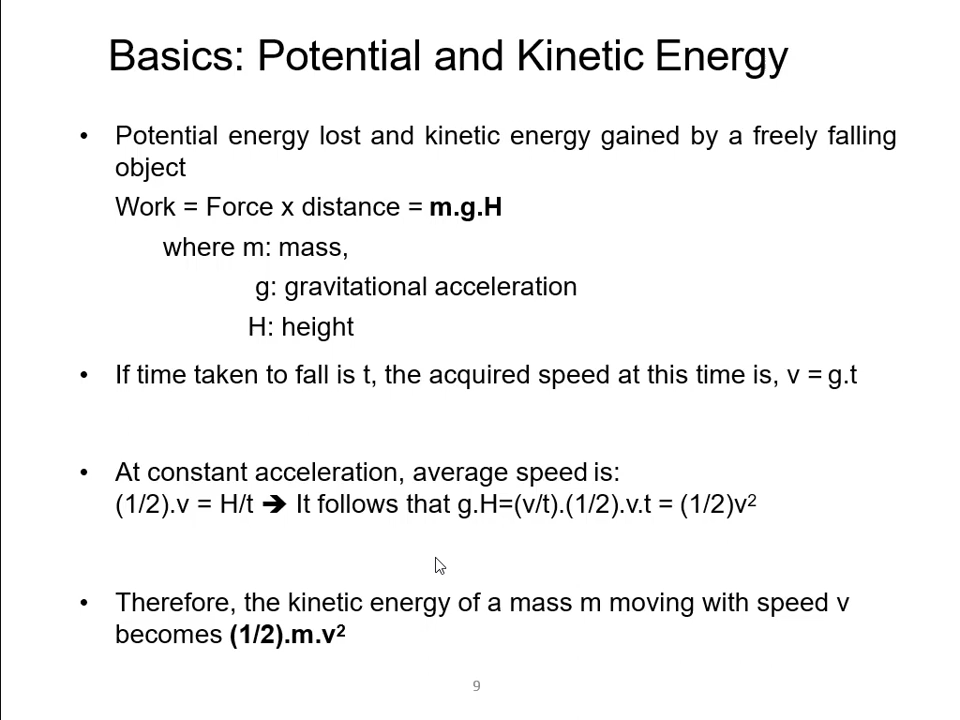 Basics: Potential and Kinetic Energy
• Potential energy lost and kinetic energy gained by a freely falling
object
Work = Force x distance = m.g.H
where m: mass,
g: gravitational acceleration
H: height
• If time taken to fall is t, the acquired speed at this time is, v = g.t
• At constant acceleration, average speed is:
(1/2).v = H/t ➔ It follows that g.H=(v/t).(1/2).v.t = (1/2)v²
• Therefore, the kinetic energy of a mass m moving with speed v
becomes (1/2).m.v²
9